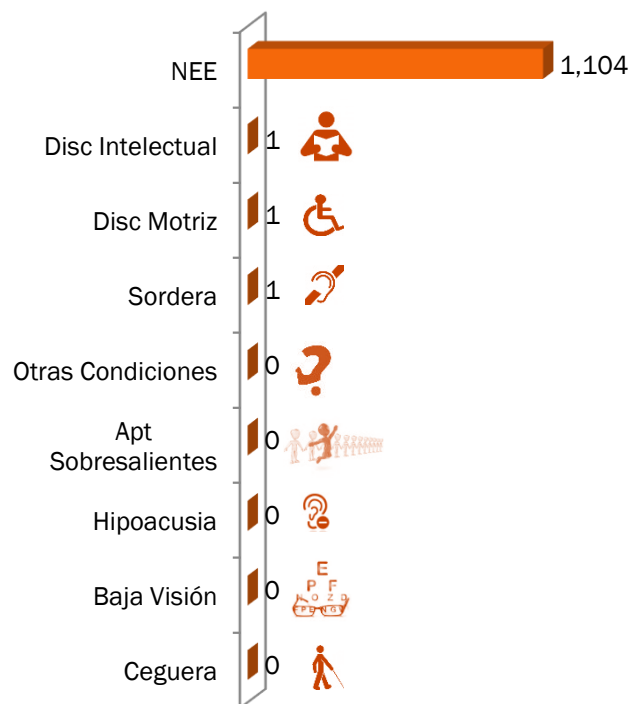 NEE 1,104
Disc Intelectual 1
Disc Motriz 1
Sordera 1
Otras Condiciones 0
Apt
Sobresalientes 0
Hipoacusia 0
Baja Visión 0
E
P F
O Z D
Ceguera 0